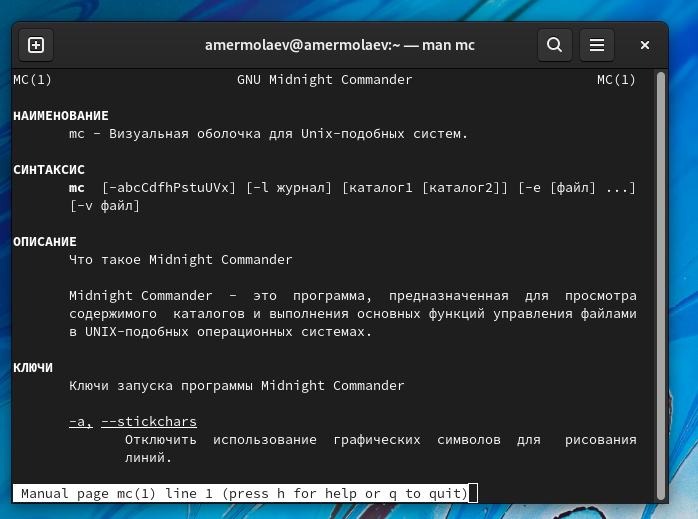 amermolaev@amermolaev:~ — man mc
MC(1) GNU Midnight Commander MC(1)
НАИМЕНОВАНИЕ
mc - Визуальная оболочка для Unix-подобных систем.
СИНТАКСИС
mc [-abcCdfhPstuUVx] [-l журнал] [каталог1 [каталог2]] [-e [файл] ...]
[-v файл]
ОПИСАНИЕ
Что такое Midnight Commander
Midnight Commander - это программа, предназначенная для просмотра
содержимого каталогов и выполнения основных функций управления файлами
в UNIX-подобных операционных системах.
КЛЮЧИ
Ключи запуска программы Midnight Commander
-a, --stickchars
Отключить использование графических символов для рисования
линий.
Manual page mc(1) line 1 (press h for help or q to quit)